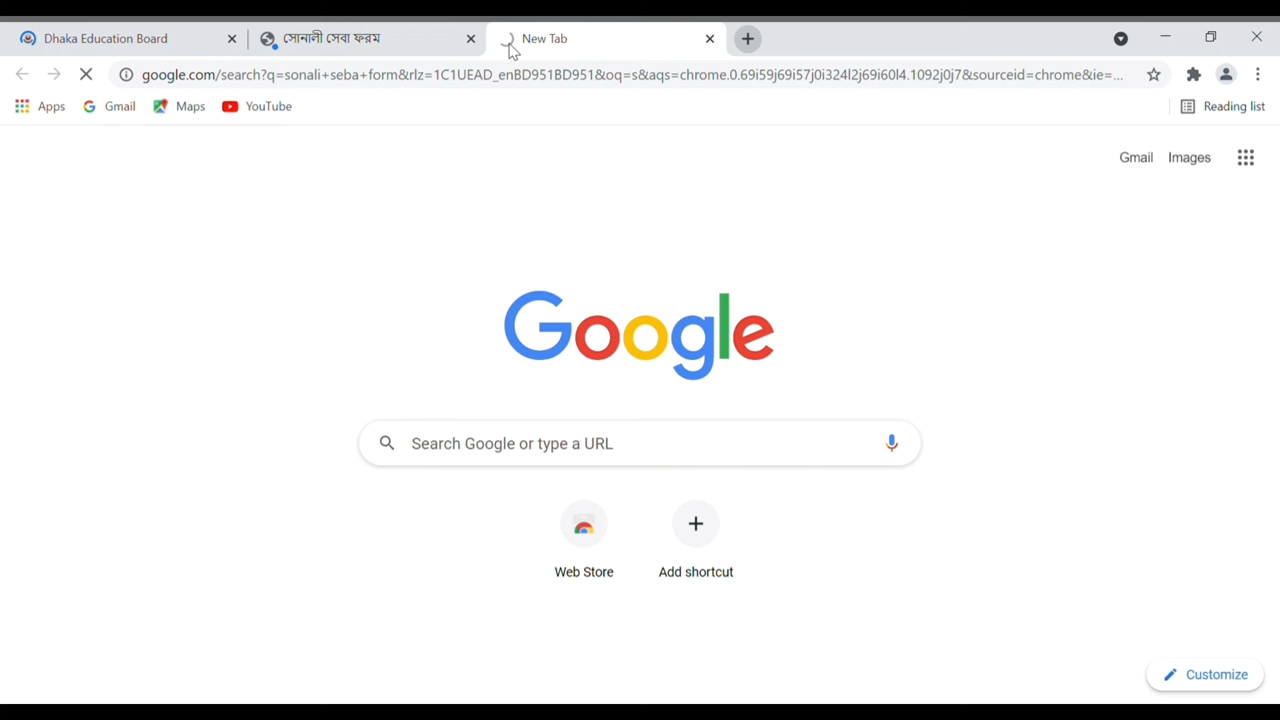 Dhaka Education Board
সোনালী সেবা ফরম
New Tab
google.com/search?q=sonali+seba+form&rlz=1C1UEAD_enBD951BD951&oq=s&aqs=chrome.0.69i59j69i57j0i324l2j69i60l4.1092j0j7&sourceid=chrome&ie=...
Apps Gmail Maps YouTube Reading list
Gmail Images
Google
Search Google or type a URL
Web Store Add shortcut
Customize